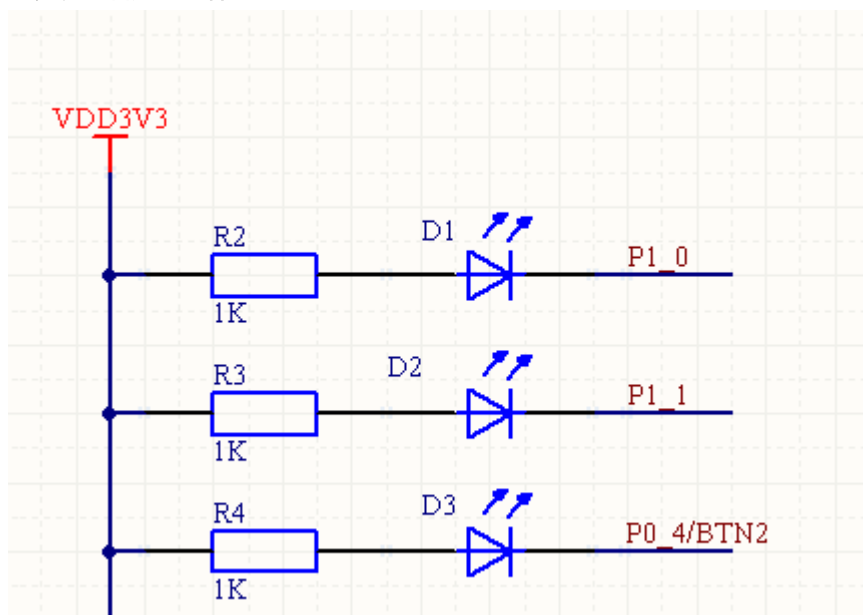 VDD3V3
R2
D1
P1_0
1K
R3
D2
P1_1
1K
R4
D3
P0_4/BTN2
1K